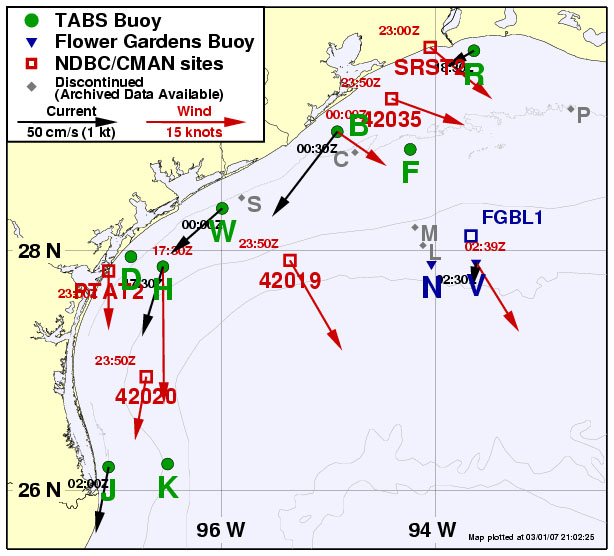 TABS Buoy
Flower Gardens Buoy
NDBC/CMAN sites
Discontinued
(Archived Data Available)
Current
Wind
50 cm/s (1 kt)
15 knots
23:00Z
SRST2
R
23:50Z
42035
00:00Z
B
P
00:30Z
C
F
S
00:00Z
W
FGBL1
M
L
23:50Z
02:39Z
28 N
17:30Z
D
H
42019
N
02:30Z
V
PTAT2
23:50Z
42020
02:00Z
J
K
26 N
96 W
94 W
Map plotted at 03/01/07 21:02:25